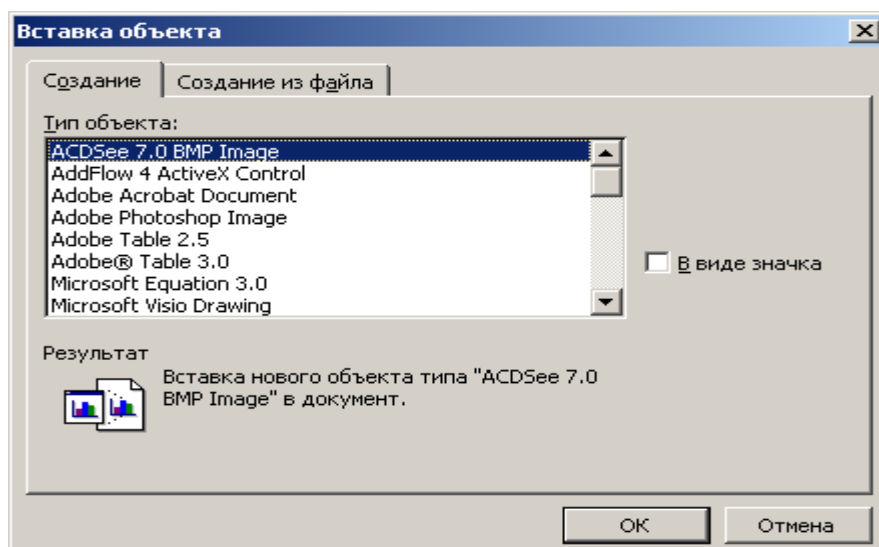 Вставка объекта
Создание
Создание из файла
Тип объекта:
ACDSee 7.0 BMP Image
AddFlow 4 ActiveX Control
Adobe Acrobat Document
Adobe Photoshop Image
Adobe Table 2.5
Adobe® Table 3.0
Microsoft Equation 3.0
Microsoft Visio Drawing
В виде значка
Результат
Вставка нового объекта типа "ACDSee 7.0
BMP Image" в документ.
ОК
Отмена